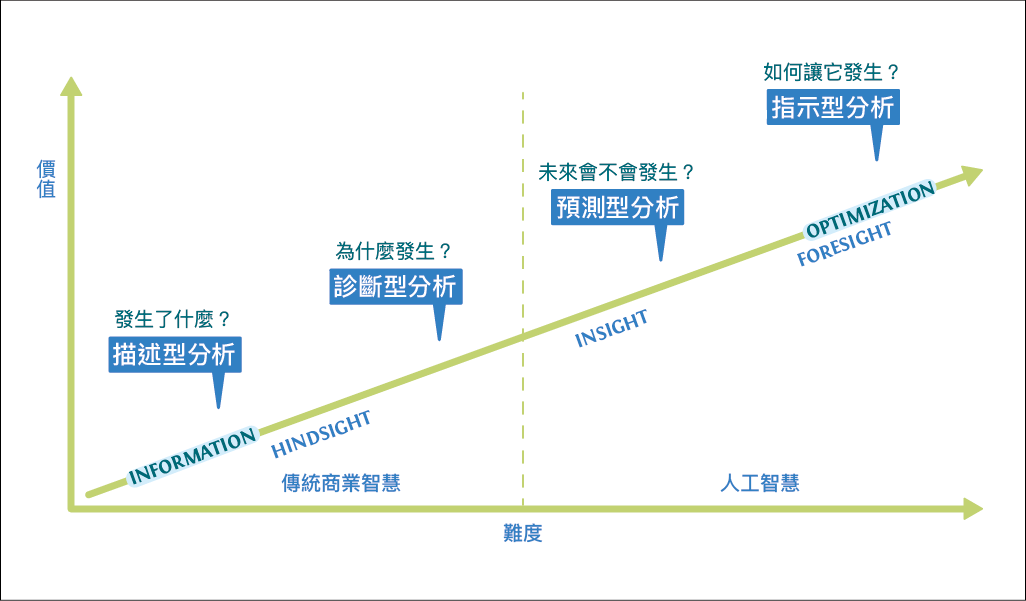 如何讓它發生？
指示型分析
價值
未來會不會發生？
預測型分析
OPTIMIZATION
FORESIGHT
為什麼發生？
診斷型分析
INSIGHT
發生了什麼？
描述型分析
INFORMATION
HINDSIGHT
傳統商業智慧
人工智慧
難度